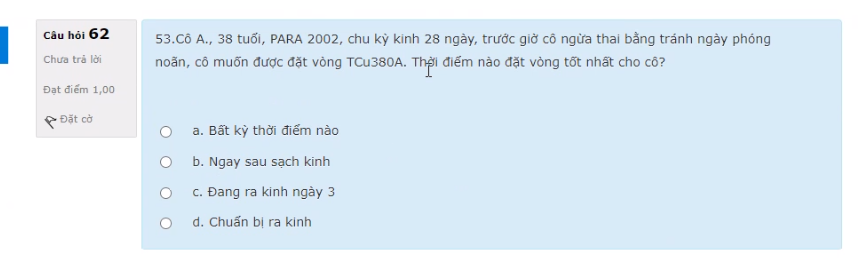 Câu hỏi 62
Chưa trả lời
Đạt điểm 1,00
Đặt cờ
53.Cô A., 38 tuổi, PARA 2002, chu kỳ kinh 28 ngày, trước giờ cô ngừa thai bằng tránh ngày phóng
noãn, cô muốn được đặt vòng TCu380A. Thời điểm nào đặt vòng tốt nhất cho cô?
a. Bất kỳ thời điểm nào
b. Ngay sau sạch kinh
c. Đang ra kinh ngày 3
d. Chuẩn bị ra kinh